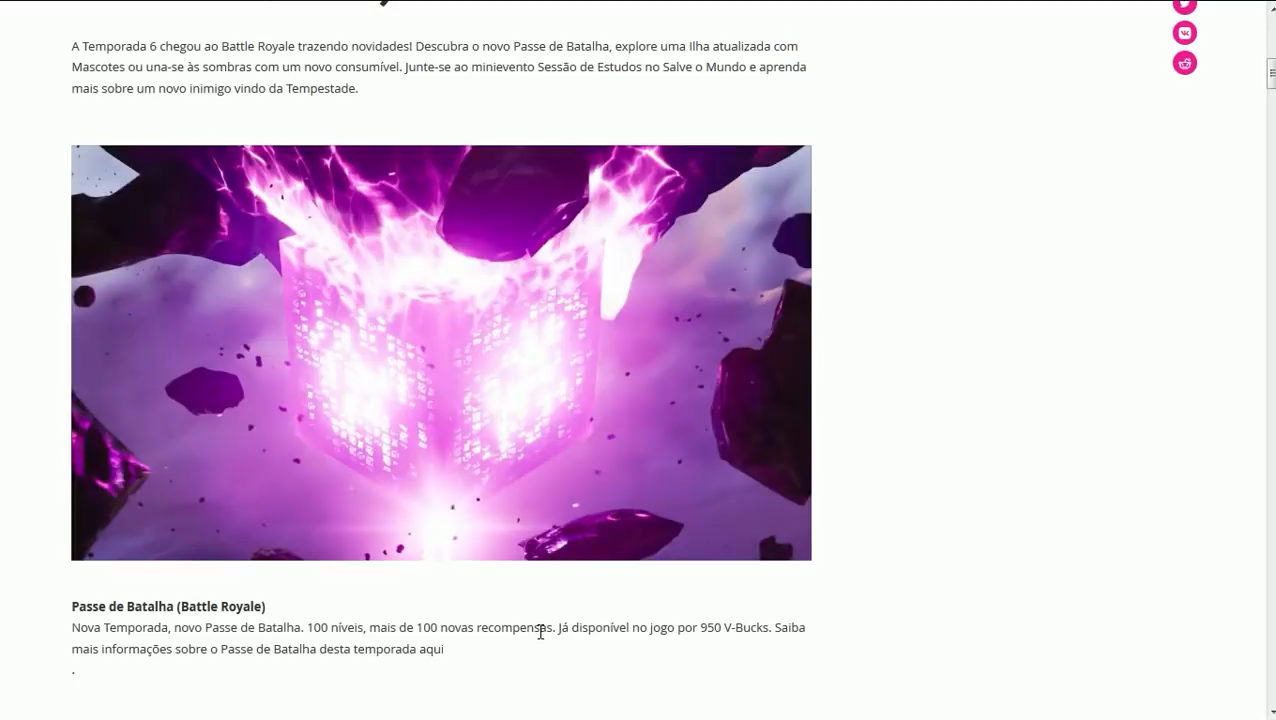 A Temporada 6 chegou ao Battle Royale trazendo novidades! Descubra o novo Passe de Batalha, explore uma Ilha atualizada com
Mascotes ou una-se às sombras com um novo consumível. Junte-se ao minievento Sessão de Estudos no Salve o Mundo e aprenda
mais sobre um novo inimigo vindo da Tempestade.
Passe de Batalha (Battle Royale)
Nova Temporada, novo Passe de Batalha. 100 níveis, mais de 100 novas recompensas. Já disponível no jogo por 950 V-Bucks. Saiba
mais informações sobre o Passe de Batalha desta temporada aqui
.